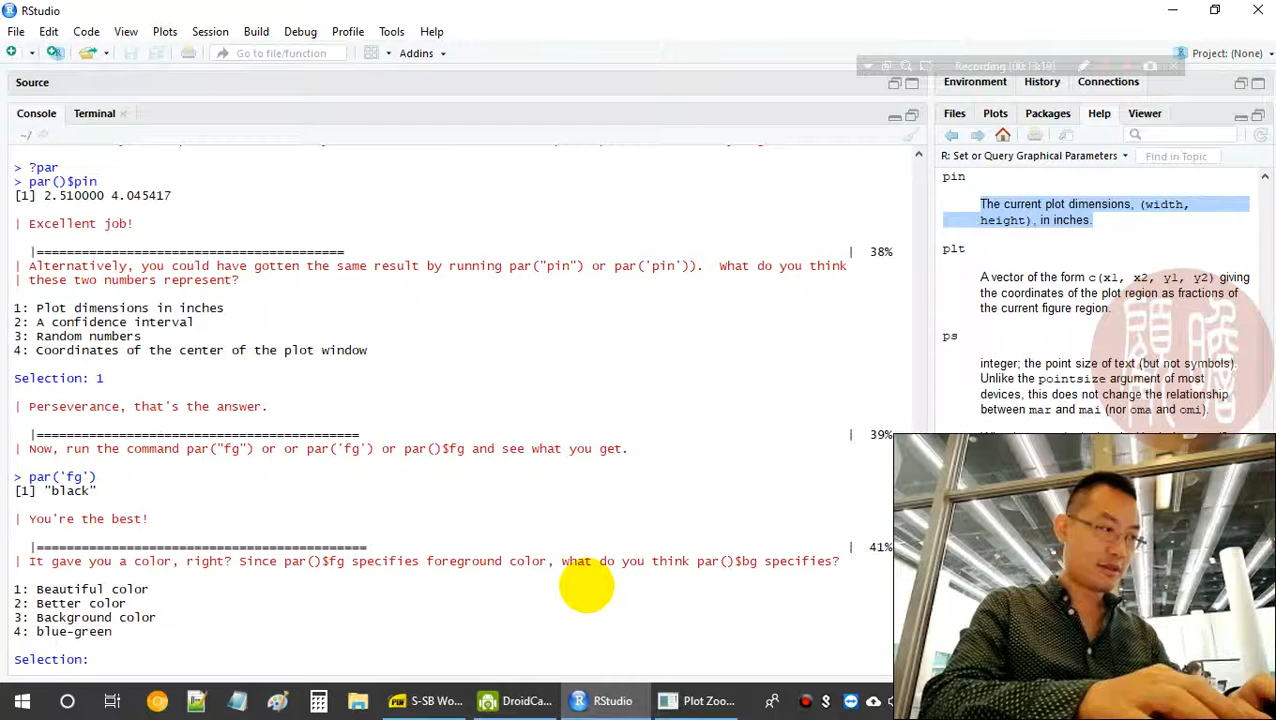 RStudio
File Edit Code View Plots Session Build Debug Profile Tools Help
Go to file/function Addins Project: (None)
Recording [00:13:19]
Source
Console Terminal
~/
> ?par
> par()$pin
[1] 2.510000 4.045417
| Excellent job!
|========================================= | 38%
| Alternatively, you could have gotten the same result by running par("pin") or par('pin')). What do you think
| these two numbers represent?
1: Plot dimensions in inches
2: A confidence interval
3: Random numbers
4: Coordinates of the center of the plot window
Selection: 1
| Perseverance, that's the answer.
|=========================================== | 39%
| Now, run the command par("fg") or or par('fg') or par()$fg and see what you get.
> par('fg')
[1] "black"
| You're the best!
|============================================ | 41%
| It gave you a color, right? Since par()$fg specifies foreground color, what do you think par()$bg specifies?
1: Beautiful color
2: Better color
3: Background color
4: blue-green
Selection:
Environment History Connections
Files Plots Packages Help Viewer
R: Set or Query Graphical Parameters Find in Topic
pin
The current plot dimensions, (width,
height), in inches.
plt
A vector of the form c(x1, x2, y1, y2) giving
the coordinates of the plot region as fractions of
the current figure region.
ps
integer; the point size of text (but not symbols).
Unlike the pointsize argument of most
devices, this does not change the relationship
between mar and mai (nor oma and omi).
S-SB Wo... DroidCa... RStudio Plot Zoo...